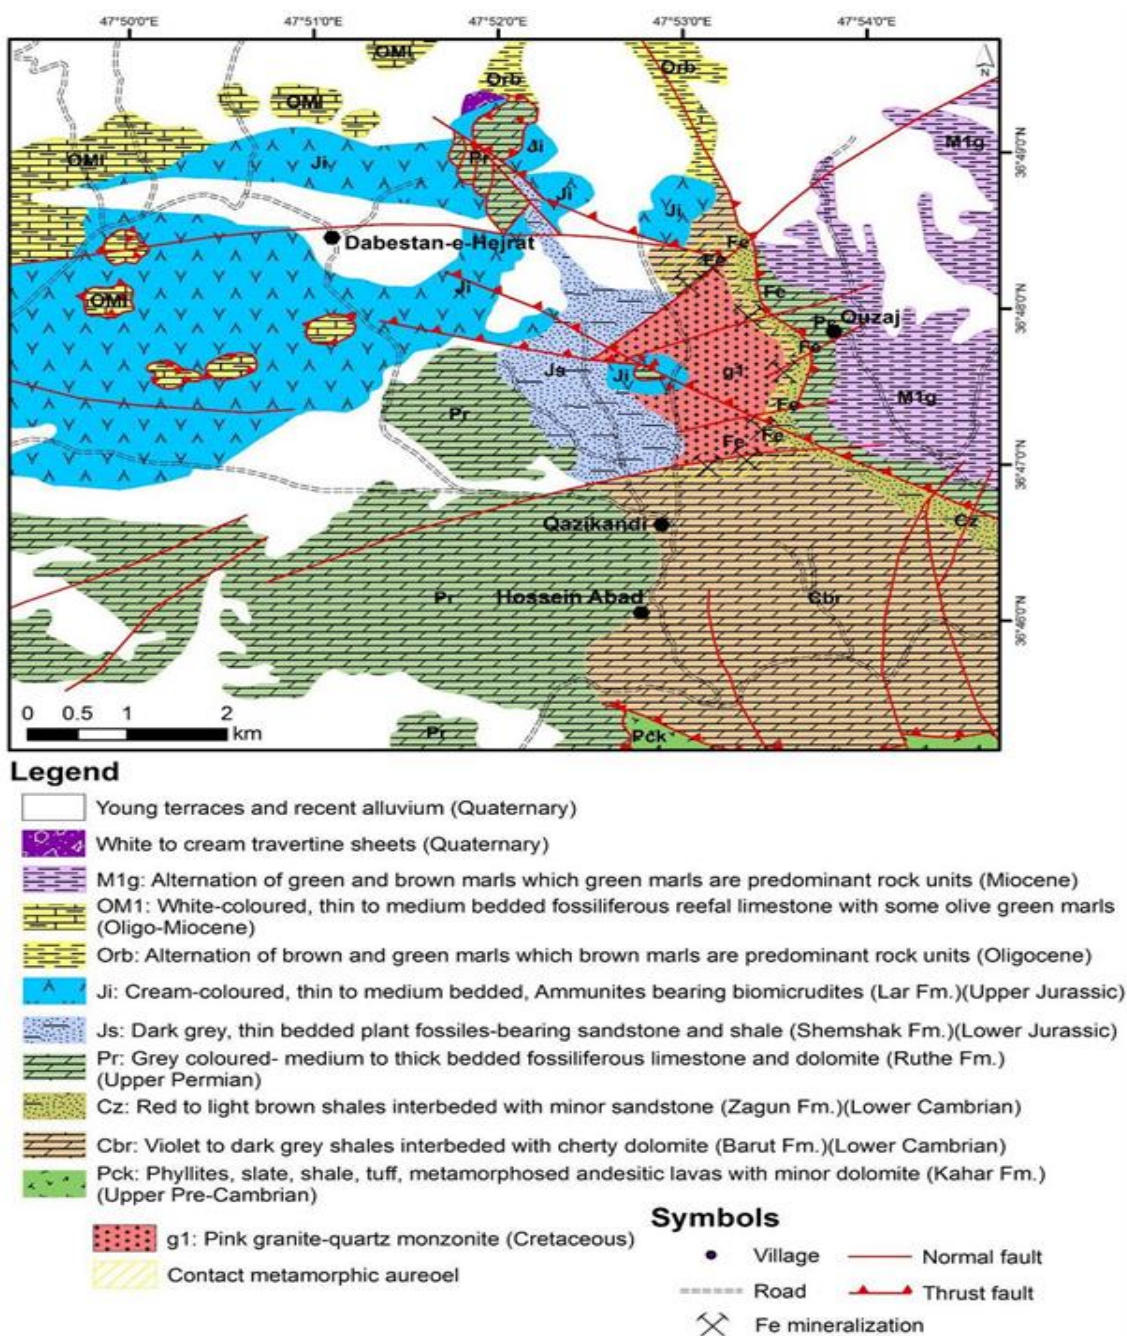 47°50'0"E 47°51'0"E 47°52'0"E 47°53'0"E 47°54'0"E
OMl
Orb
Orb
N
OMl
M1g
36°49'0"N
OMl
Ji
Ji
Pr
Ji
Ji
Dabestan-e-Hejrat
Fe
Fe
Ji
Fe
OMl
36°48'0"N
Pr
Ouzaj
Fe
Js
Ji
g1
M1g
Pr
Fe
Fe
Fe
36°47'0"N
Qazikandi
Cz
Pr
Hossein Abad
Cbr
36°46'0"N
0 0.5 1 2
km
Pr
Pck
Legend
Young terraces and recent alluvium (Quaternary)
White to cream travertine sheets (Quaternary)
M1g: Alternation of green and brown marls which green marls are predominant rock units (Miocene)
OM1: White-coloured, thin to medium bedded fossiliferous reefal limestone with some olive green marls
(Oligo-Miocene)
Orb: Alternation of brown and green marls which brown marls are predominant rock units (Oligocene)
Ji: Cream-coloured, thin to medium bedded, Ammunites bearing biomicrudites (Lar Fm.)(Upper Jurassic)
Js: Dark grey, thin bedded plant fossiles-bearing sandstone and shale (Shemshak Fm.)(Lower Jurassic)
Pr: Grey coloured- medium to thick bedded fossiliferous limestone and dolomite (Ruthe Fm.)
(Upper Permian)
Cz: Red to light brown shales interbeded with minor sandstone (Zagun Fm.)(Lower Cambrian)
Cbr: Violet to dark grey shales interbeded with cherty dolomite (Barut Fm.)(Lower Cambrian)
Pck: Phyllites, slate, shale, tuff, metamorphosed andesitic lavas with minor dolomite (Kahar Fm.)
(Upper Pre-Cambrian)
g1: Pink granite-quartz monzonite (Cretaceous)
Contact metamorphic aureoel
Symbols
Village
Normal fault
Road
Thrust fault
Fe mineralization